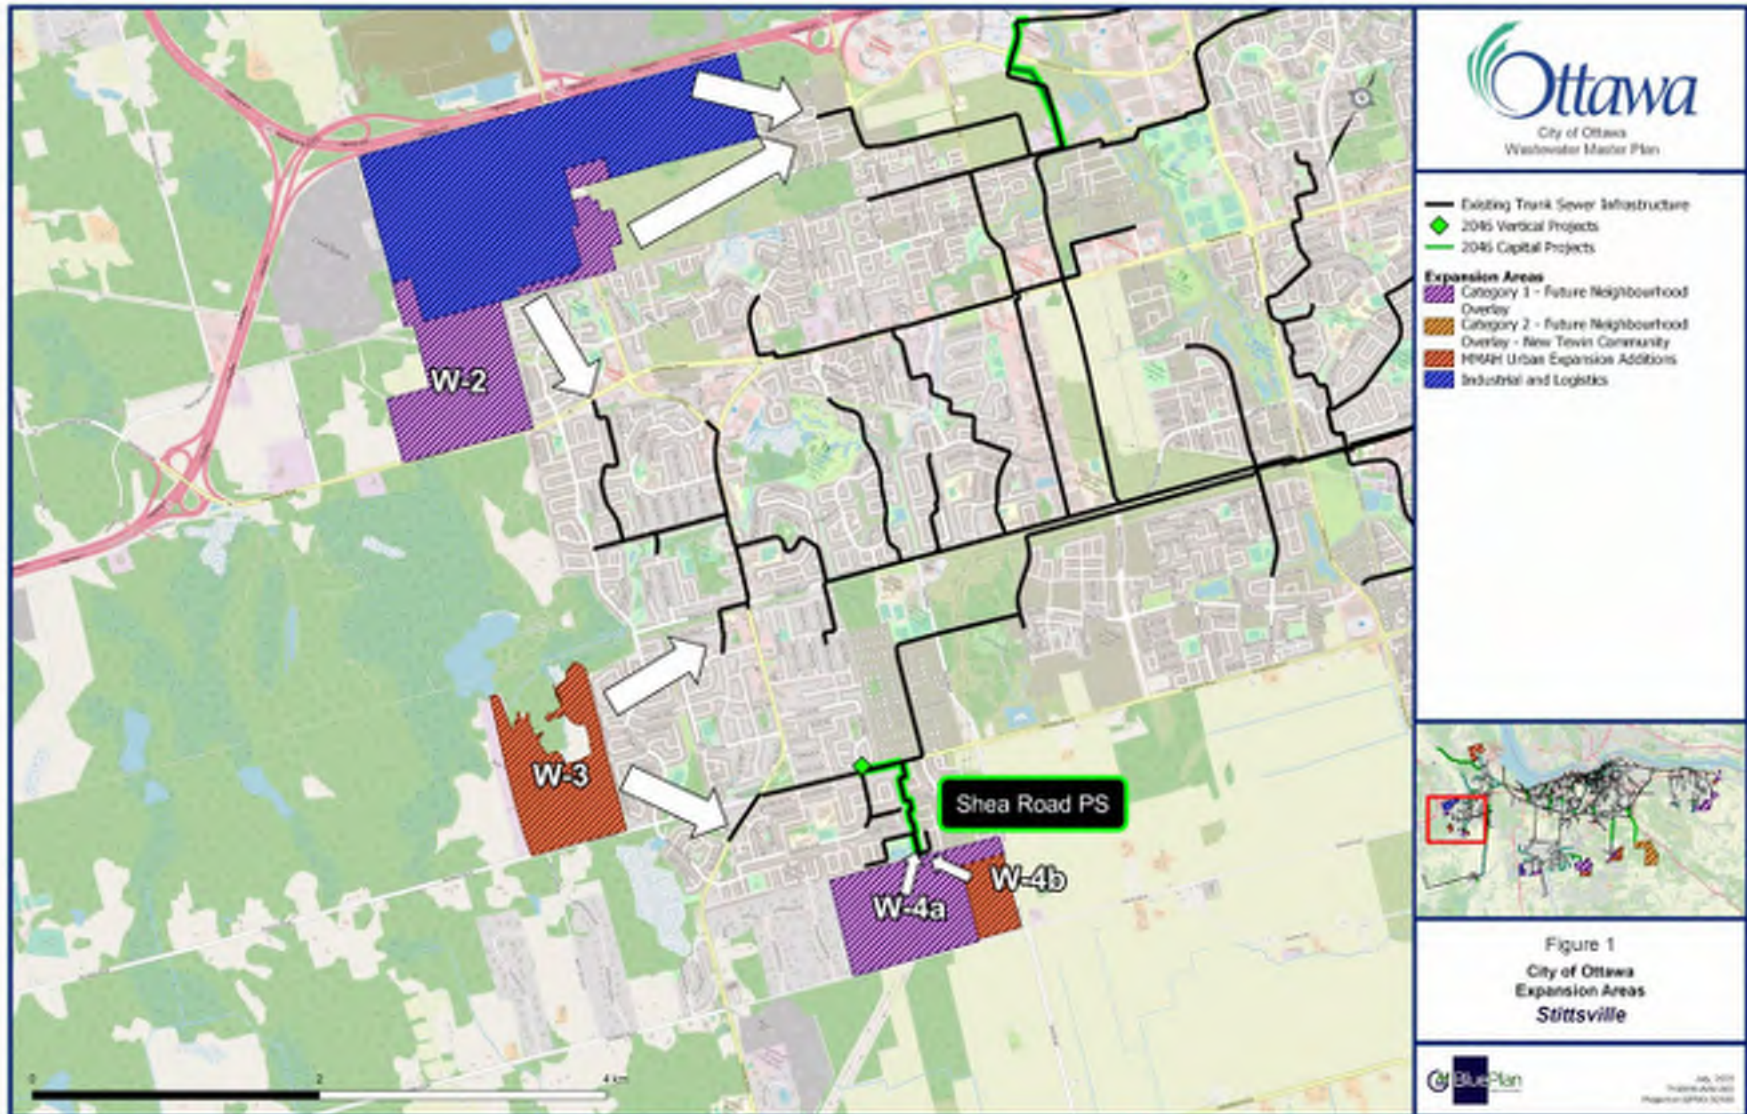 W-2
W-3
W-4a
W-4b
Shea Road PS
0
2
4 km
Ottawa
City of Ottawa
Wastewater Master Plan
Existing Trunk Sewer Infrastructure
2046 Vertical Projects
2046 Capital Projects
Expansion Areas
Category 1 - Future Neighbourhood
Overlay
Category 2 - Future Neighbourhood
Overlay - New Tewin Community
MMAH Urban Expansion Additions
Industrial and Logistics
Figure 1
City of Ottawa
Expansion Areas
Stittsville
BluePlan